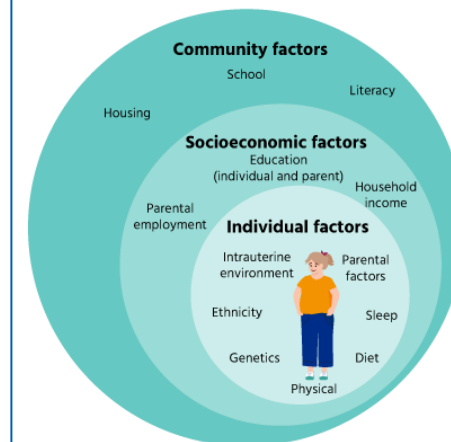 Community factors
School
Literacy
Housing
Socioeconomic factors
Education
(individual and parent)
Household
income
Parental
employment
Individual factors
Intrauterine
environment
Parental
factors
Ethnicity
Sleep
Genetics
Diet
Physical